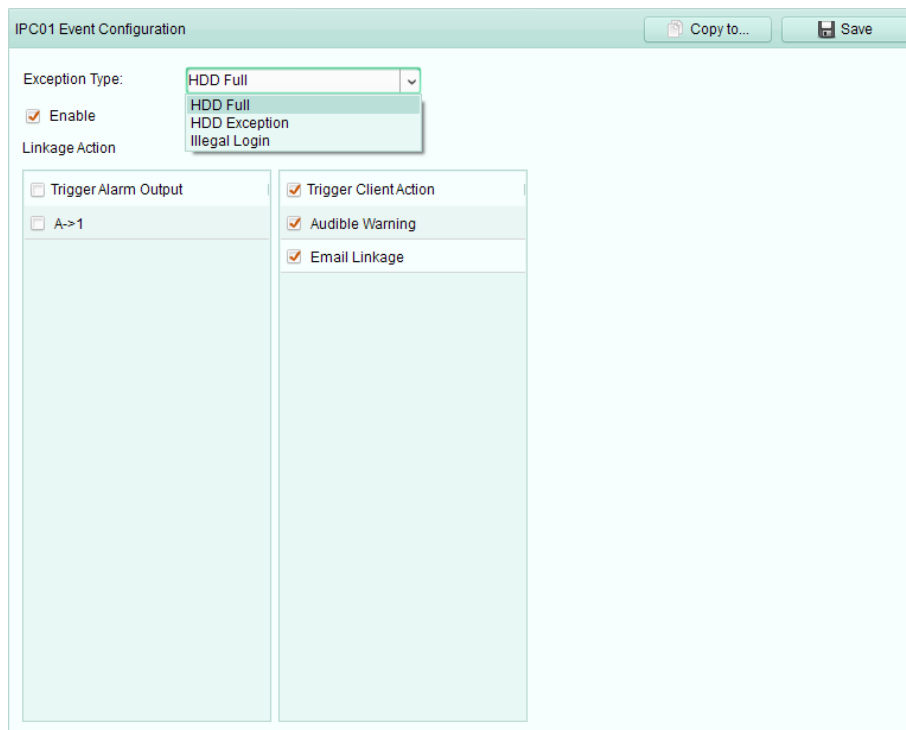 IPC01 Event Configuration
Copy to...
Save
Exception Type:
HDD Full
HDD Full
HDD Exception
Illegal Login
Enable
Linkage Action
Trigger Alarm Output
A->1
Trigger Client Action
Audible Warning
Email Linkage